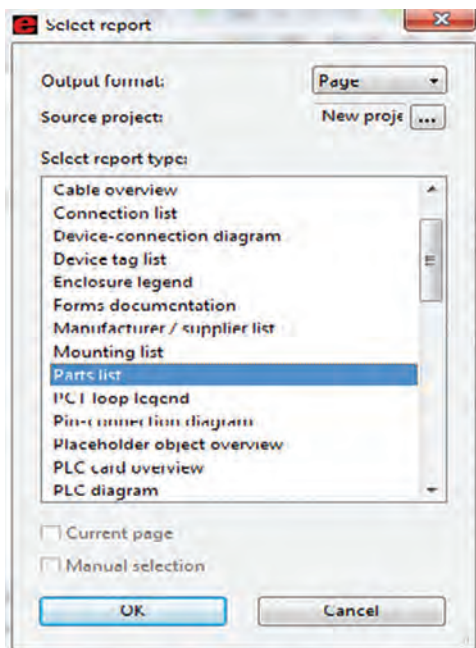 Select report
Output format: Page
Source project: New proje ...
Select report type:
Cable overview
Connection list
Device-connection diagram
Device tag list
Enclosure legend
Forms documentation
Manufacturer / supplier list
Mounting list
Parts list
PCT loop legend
Pin-connection diagram
Placeholder object overview
PLC card overview
PLC diagram
Current page
Manual selection
OK Cancel